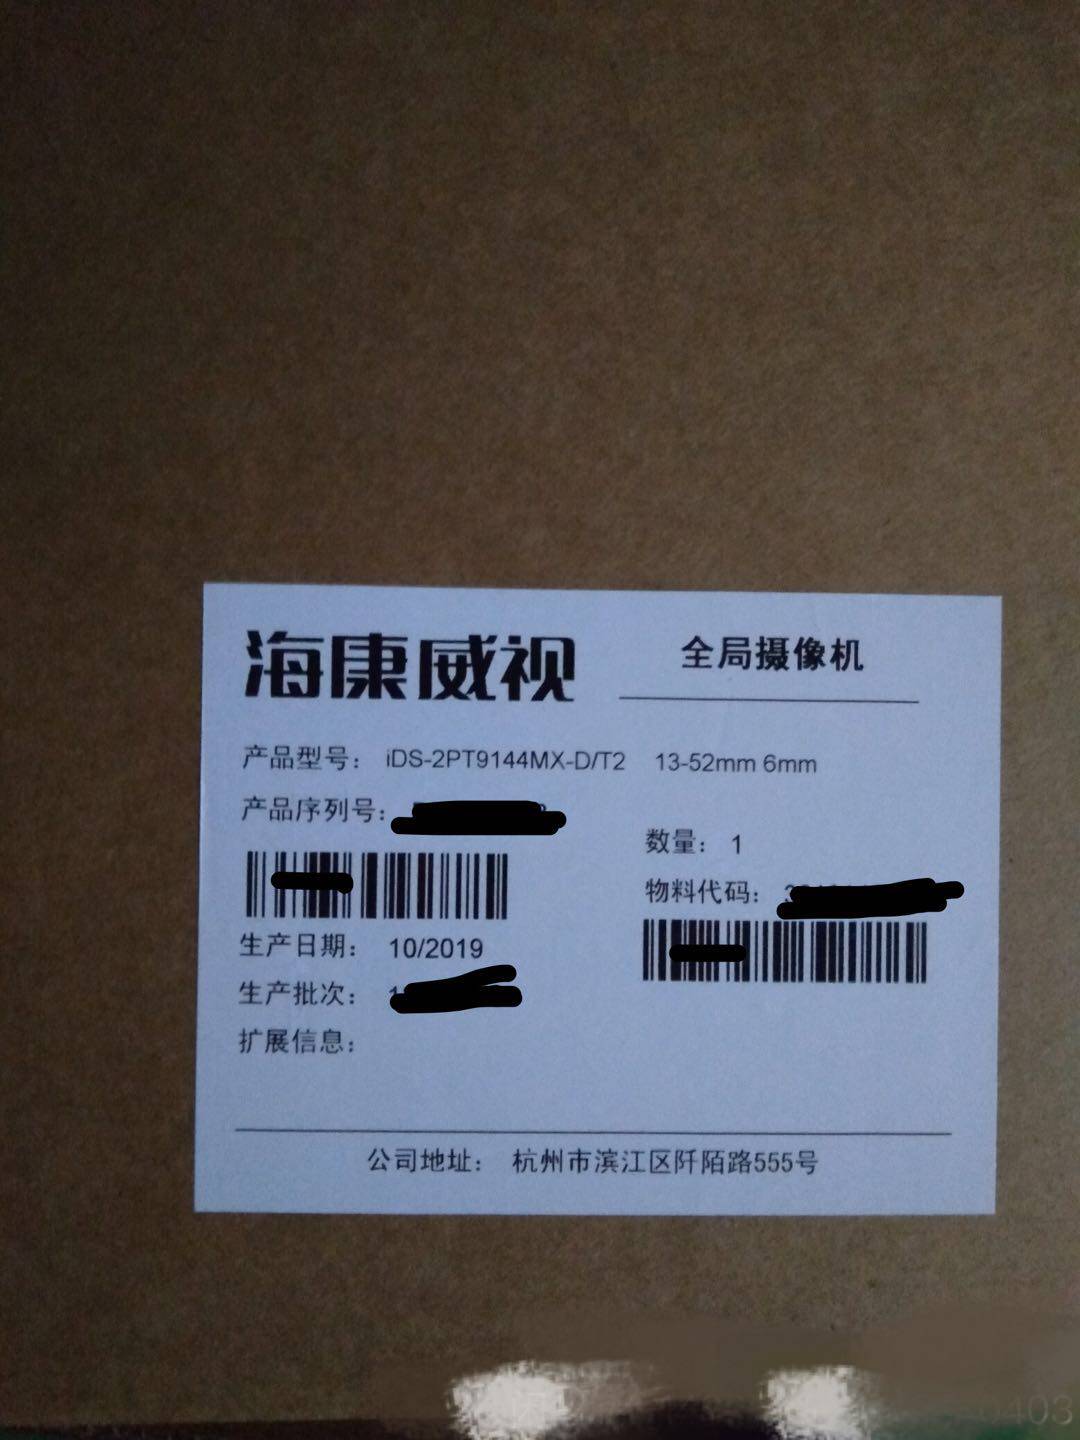 海康威视
全局摄像机
产品型号： iDS-2PT9144MX-D/T2 13-52mm 6mm
产品序列号：
数量： 1
物料代码：
生产日期： 10/2019
生产批次：
扩展信息：
公司地址： 杭州市滨江区阡陌路555号
0403